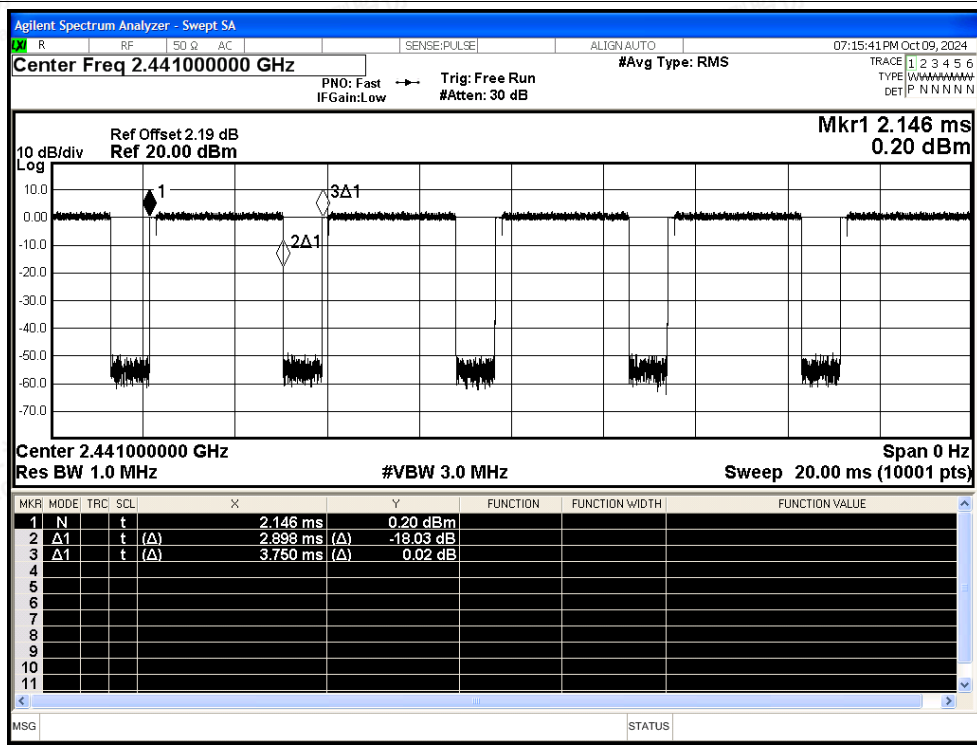 Agilent Spectrum Analyzer - Swept SA
LXI R RF 50 Ω AC SENSE:PULSE ALIGN AUTO 07:15:41 PM Oct 09, 2024
Center Freq 2.441000000 GHz #Avg Type: RMS TRACE 1 2 3 4 5 6
PNO: Fast Trig: Free Run TYPE
IFGain:Low #Atten: 30 dB DET P N N N N N
Mkr1 2.146 ms
Ref Offset 2.19 dB
10 dB/div Ref 20.00 dBm 0.20 dBm
Log
10.0
1
3Δ1
0.00
2Δ1
-10.0
-20.0
-30.0
-40.0
-50.0
-60.0
-70.0
Center 2.441000000 GHz Span 0 Hz
Res BW 1.0 MHz #VBW 3.0 MHz Sweep 20.00 ms (10001 pts)
MKR MODE TRC SCL X Y FUNCTION FUNCTION WIDTH FUNCTION VALUE
1 N t 2.146 ms 0.20 dBm
2 Δ1 t (Δ) 2.898 ms (Δ) -18.03 dB
3 Δ1 t (Δ) 3.750 ms (Δ) 0.02 dB
4
5
6
7
8
9
10
11
MSG STATUS